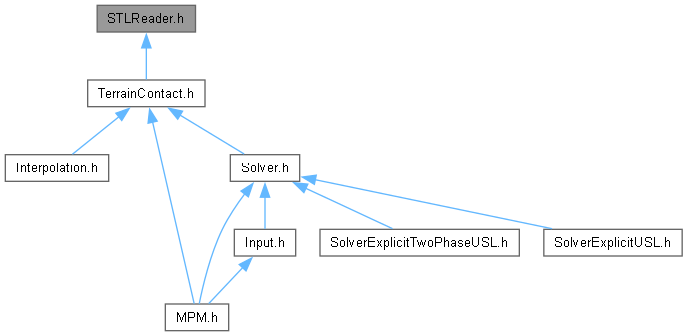 STLReader.h
TerrainContact.h
Interpolation.h
Solver.h
Input.h
SolverExplicitTwoPhaseUSL.h
SolverExplicitUSL.h
MPM.h